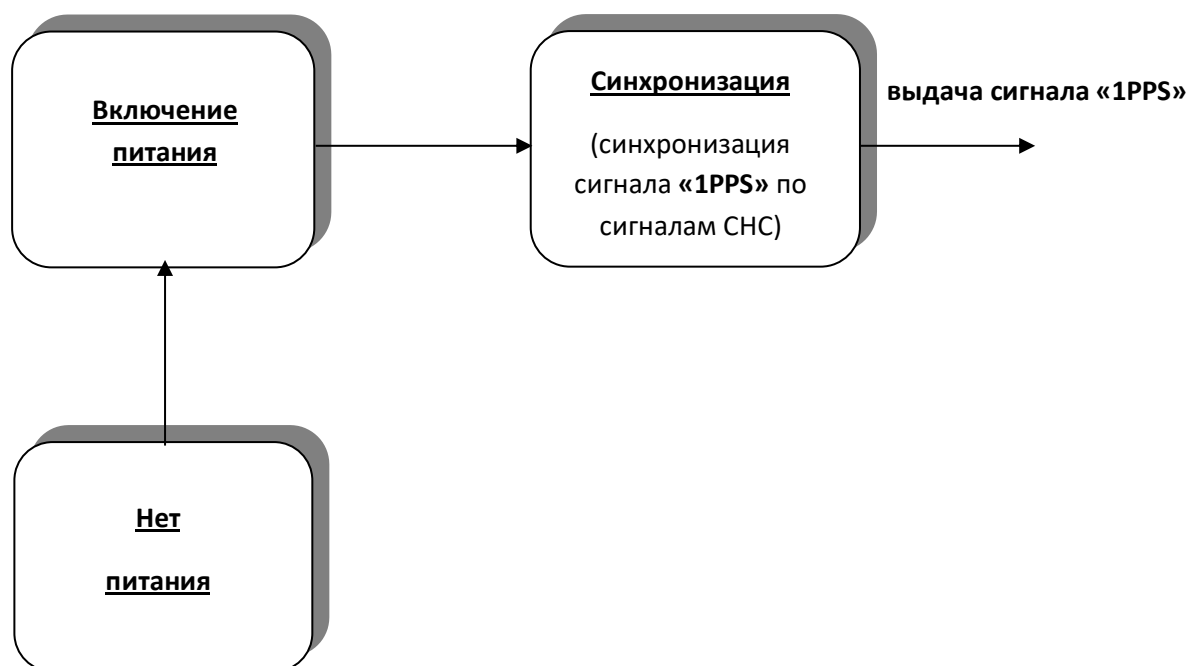 Включение
питания
Синхронизация
(синхронизация
сигнала «1PPS» по
сигналам СНС)
выдача сигнала «1PPS»
Нет
питания